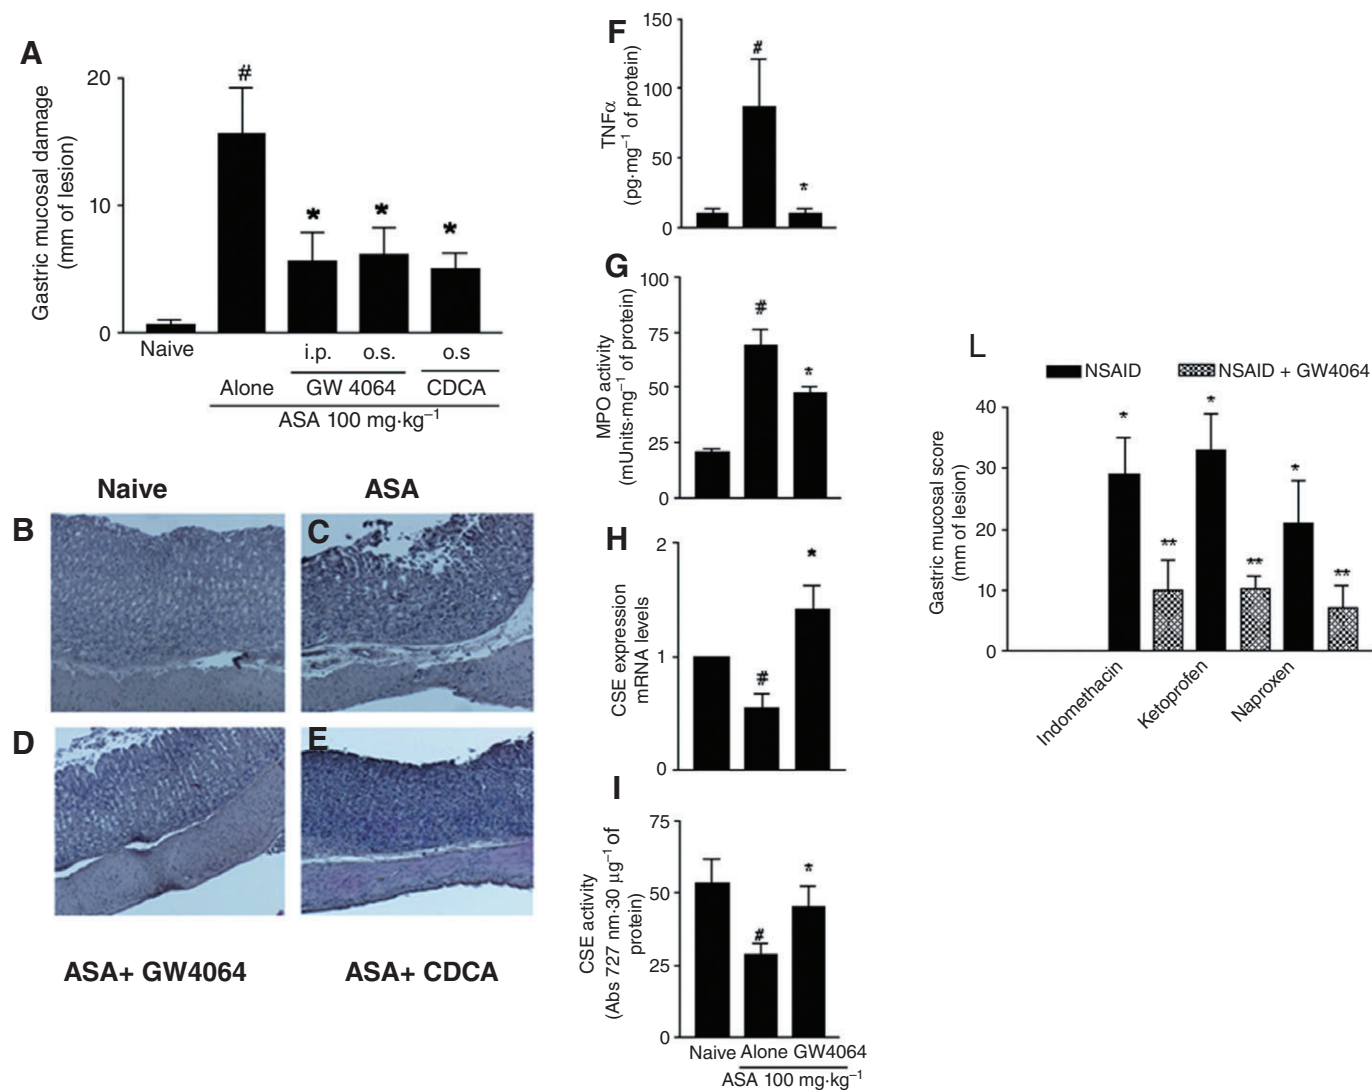 A
Gastric mucosal damage
(mm of lesion)
20
10
0
#
*
*
*
Naive
i.p.
o.s.
o.s
Alone
GW 4064
CDCA
ASA 100 mg·kg⁻¹
Naive
ASA
B
C
D
E
ASA+ GW4064
ASA+ CDCA
F
TNFα
(pg·mg⁻¹ of protein)
150
100
50
0
#
*
G
MPO activity
(mUnits·mg⁻¹ of protein)
100
75
50
25
0
#
*
H
CSE expression
mRNA levels
2
1
0
#
*
I
CSE activity
(Abs 727 nm·30 µg⁻¹ of
protein)
75
50
25
0
#
*
Naive Alone GW4064
ASA 100 mg·kg⁻¹
L
NSAID
NSAID + GW4064
Gastric mucosal score
(mm of lesion)
40
30
20
10
0
*
**
*
**
*
**
Indomethacin
Ketoprofen
Naproxen